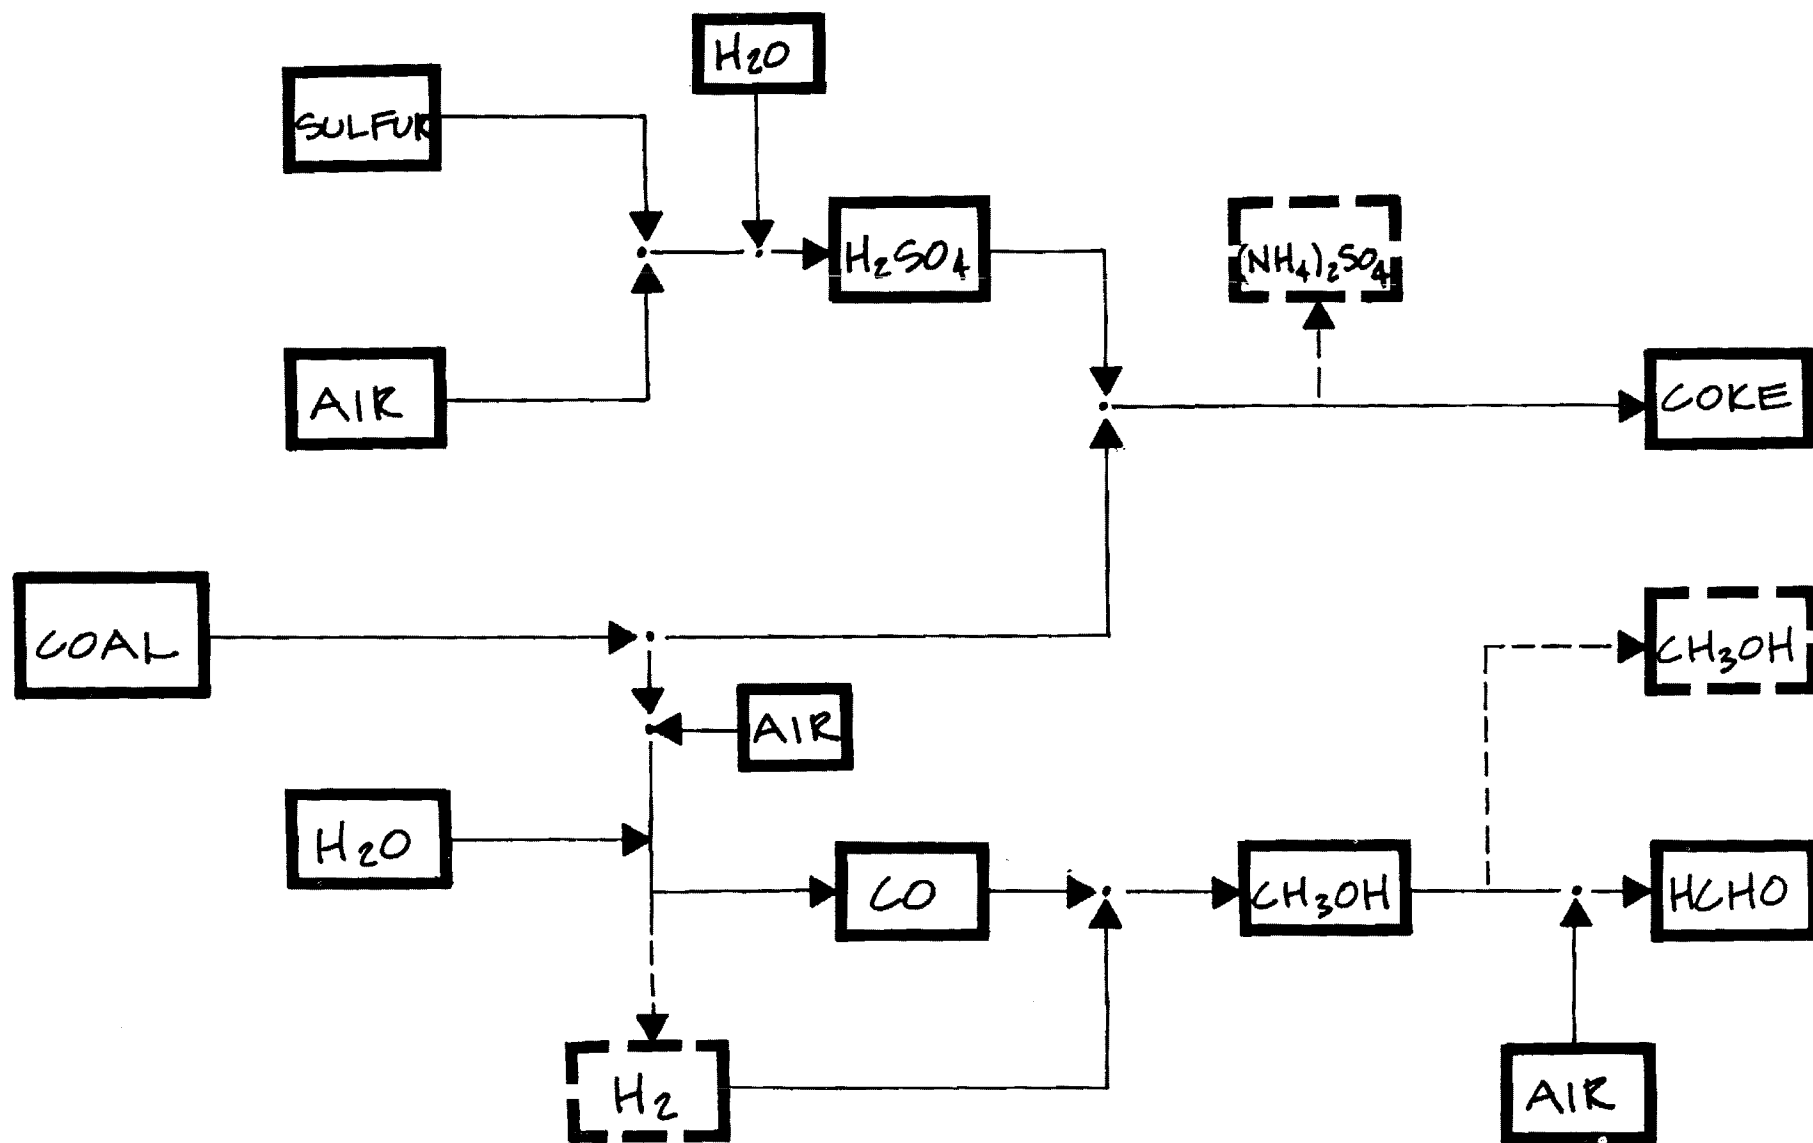 H2O
SULFUR
H2SO4
(NH4)2SO4
AIR
COKE
COAL
CH3OH
AIR
H2O
CO
CH3OH
HCHO
H2
AIR